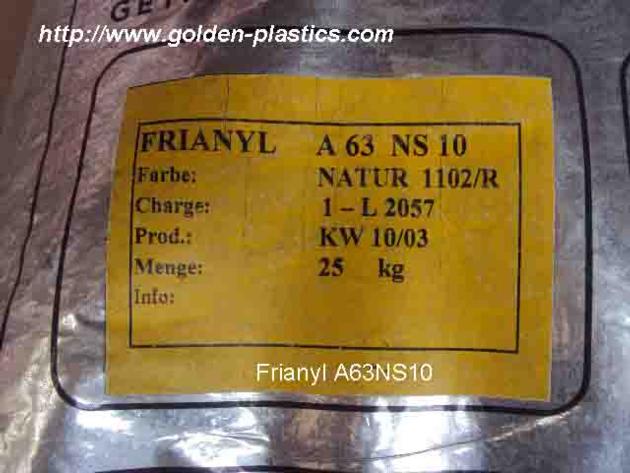 http://www.golden-plastics.com
FRIANYL A 63 NS 10
Farbe: NATUR 1102/R
Charge: 1 – L 2057
Prod.: KW 10/03
Menge: 25 kg
Info:
Frianyl A63NS10